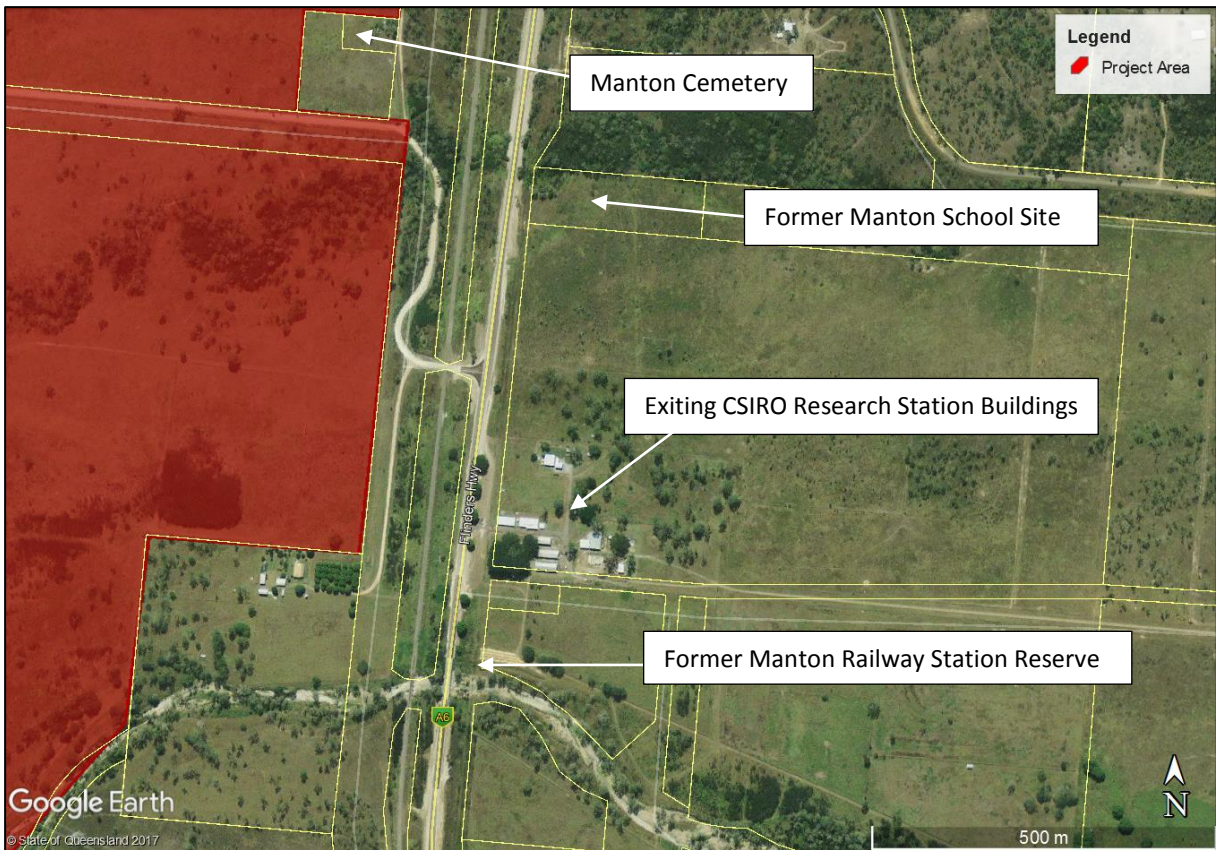 Legend
Project Area
Manton Cemetery
Former Manton School Site
Exiting CSIRO Research Station Buildings
Flinders Hwy
Former Manton Railway Station Reserve
A6
N
Google Earth
© State of Queensland 2017
500 m